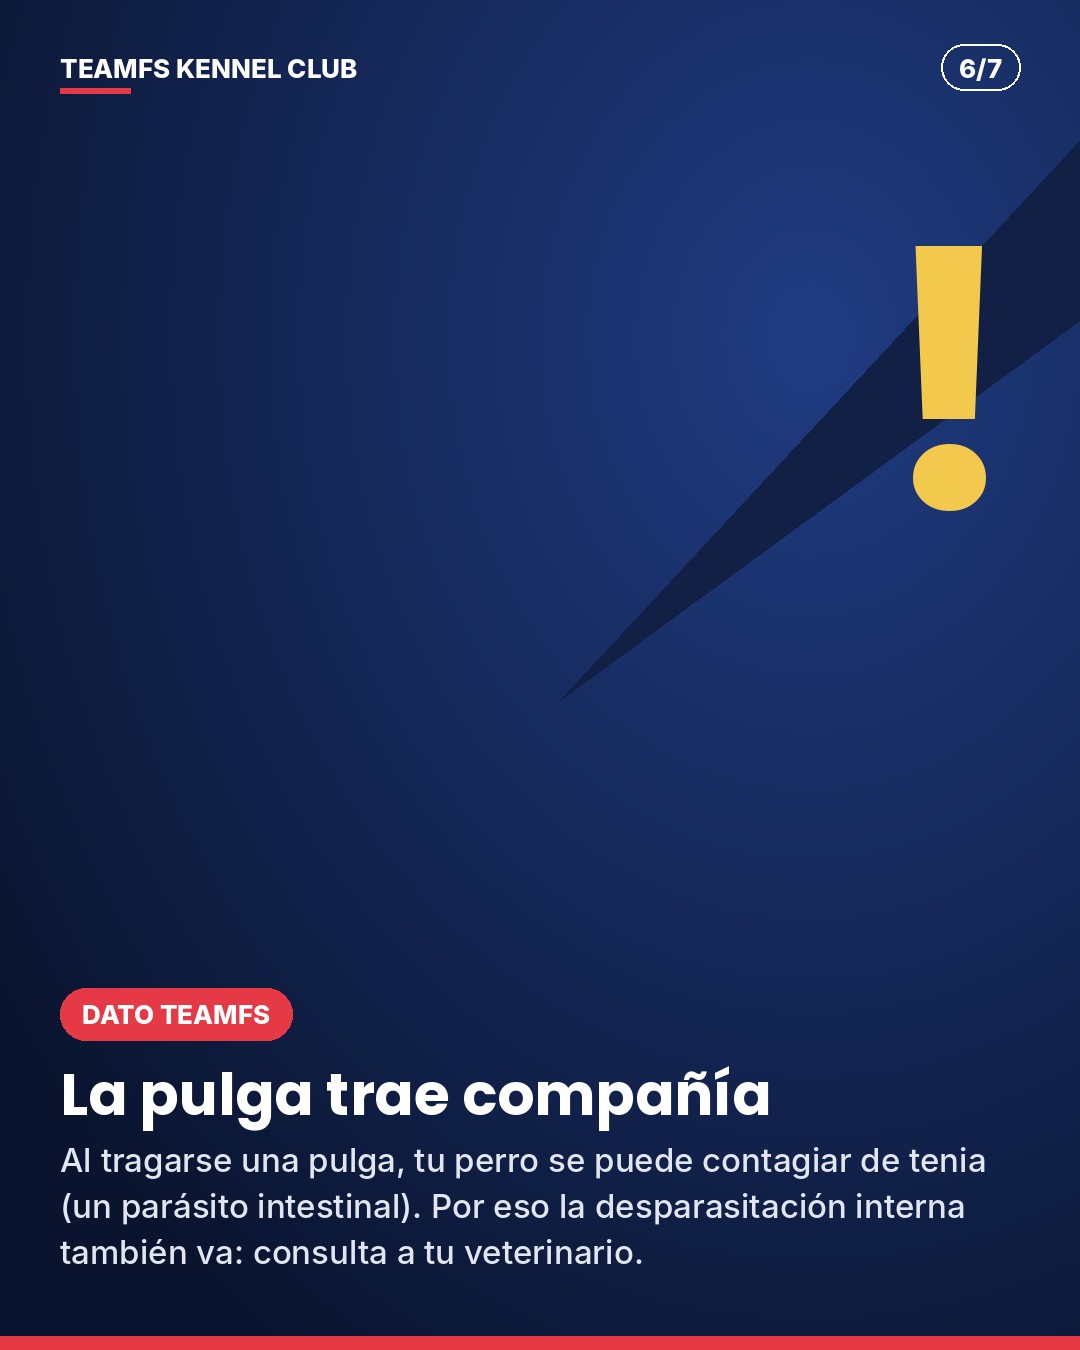 TEAMFS KENNEL CLUB
6/7
!
DATO TEAMFS
La pulga trae compañía
Al tragarse una pulga, tu perro se puede contagiar de tenia
(un parásito intestinal). Por eso la desparasitación interna
también va: consulta a tu veterinario.